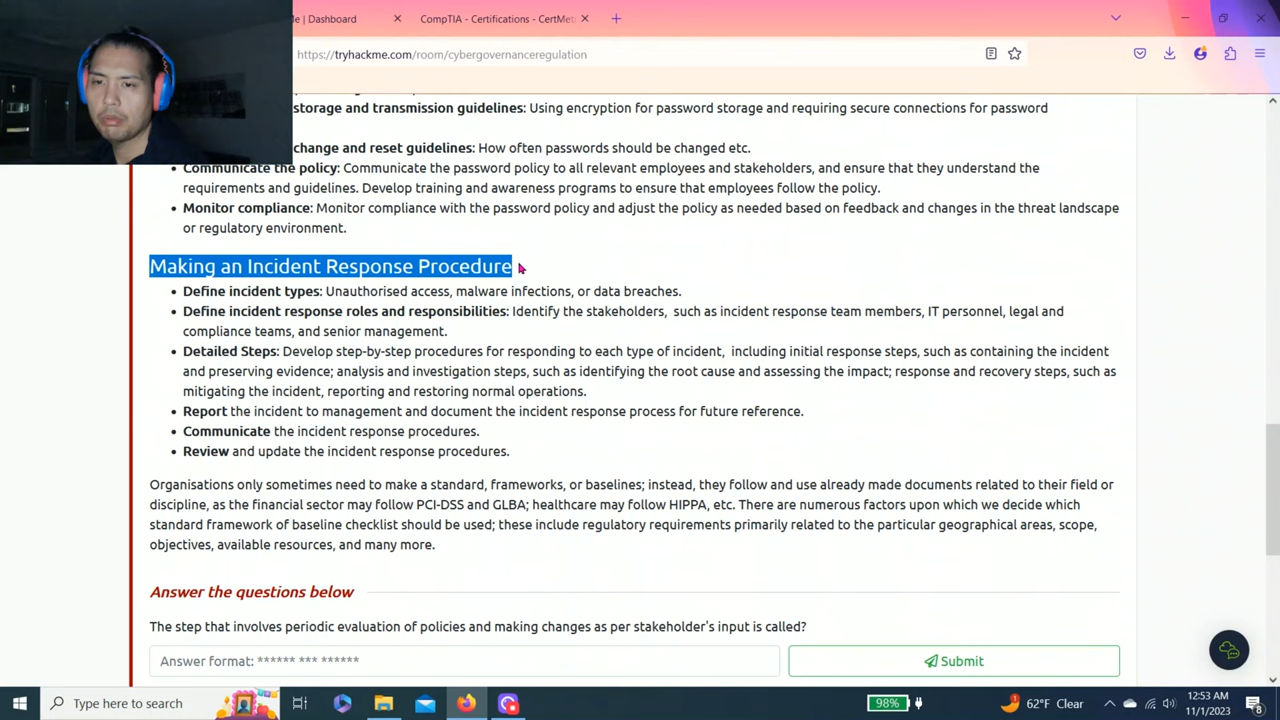 Me | Dashboard
CompTIA - Certifications - CertMet
https://tryhackme.com/room/cybergovernanceregulation
storage and transmission guidelines: Using encryption for password storage and requiring secure connections for password
change and reset guidelines: How often passwords should be changed etc.
• Communicate the policy: Communicate the password policy to all relevant employees and stakeholders, and ensure that they understand the
requirements and guidelines. Develop training and awareness programs to ensure that employees follow the policy.
• Monitor compliance: Monitor compliance with the password policy and adjust the policy as needed based on feedback and changes in the threat landscape
or regulatory environment.
Making an Incident Response Procedure
• Define incident types: Unauthorised access, malware infections, or data breaches.
• Define incident response roles and responsibilities: Identify the stakeholders, such as incident response team members, IT personnel, legal and
compliance teams, and senior management.
• Detailed Steps: Develop step-by-step procedures for responding to each type of incident, including initial response steps, such as containing the incident
and preserving evidence; analysis and investigation steps, such as identifying the root cause and assessing the impact; response and recovery steps, such as
mitigating the incident, reporting and restoring normal operations.
• Report the incident to management and document the incident response process for future reference.
• Communicate the incident response procedures.
• Review and update the incident response procedures.
Organisations only sometimes need to make a standard, frameworks, or baselines; instead, they follow and use already made documents related to their field or
discipline, as the financial sector may follow PCI-DSS and GLBA; healthcare may follow HIPPA, etc. There are numerous factors upon which we decide which
standard framework of baseline checklist should be used; these include regulatory requirements primarily related to the particular geographical areas, scope,
objectives, available resources, and many more.
Answer the questions below
The step that involves periodic evaluation of policies and making changes as per stakeholder's input is called?
Answer format: ****** *** ******
Submit
Type here to search
98%
62°F Clear
12:53 AM
11/1/2023
8